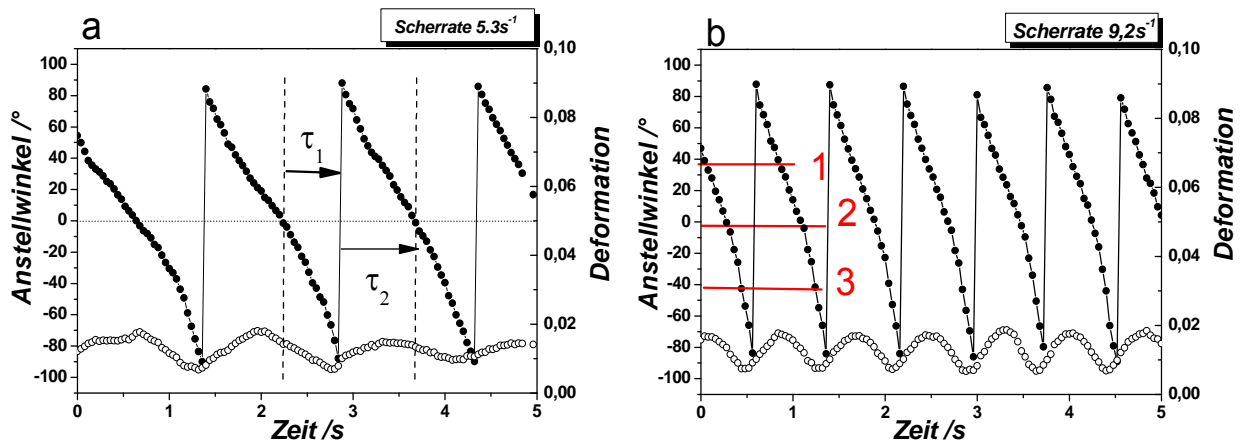 a
Scherrate 5.3s⁻¹
Anstellwinkel /°
100
80
60
40
20
0
-20
-40
-60
-80
-100
τ₁
τ₂
0,10
0,08
0,06
0,04
0,02
0,00
Deformation
0 1 2 3 4 5
Zeit /s
b
Scherrate 9,2s⁻¹
Anstellwinkel /°
100
80
60
40
20
0
-20
-40
-60
-80
-100
1
2
3
0,10
0,08
0,06
0,04
0,02
0,00
Deformation
0 1 2 3 4 5
Zeit /s